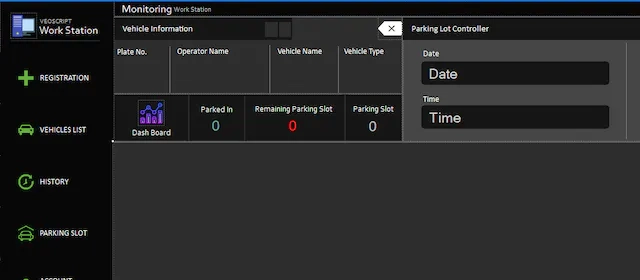 VEOSCRIPT
Work Station
REGISTRATION
VEHICLES LIST
HISTORY
PARKING SLOT
ACCOUNT
Monitoring Work Station
Vehicle Information
Plate No. Operator Name Vehicle Name Vehicle Type
Dash Board
Parked In
0
Remaining Parking Slot
0
Parking Slot
0
Parking Lot Controller
Date
Date
Time
Time